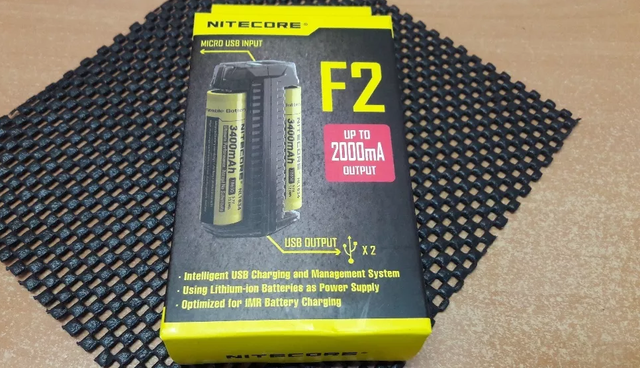 NITECORE®
MICRO USB INPUT
F2
NITECORE
3400mAh
UP TO
2000mA
OUTPUT
USB OUTPUT X 2
· Intelligent USB Charging and Management System
· Using Lithium-ion Batteries as Power Supply
· Optimized for IMR Battery Charging
NITECORE®